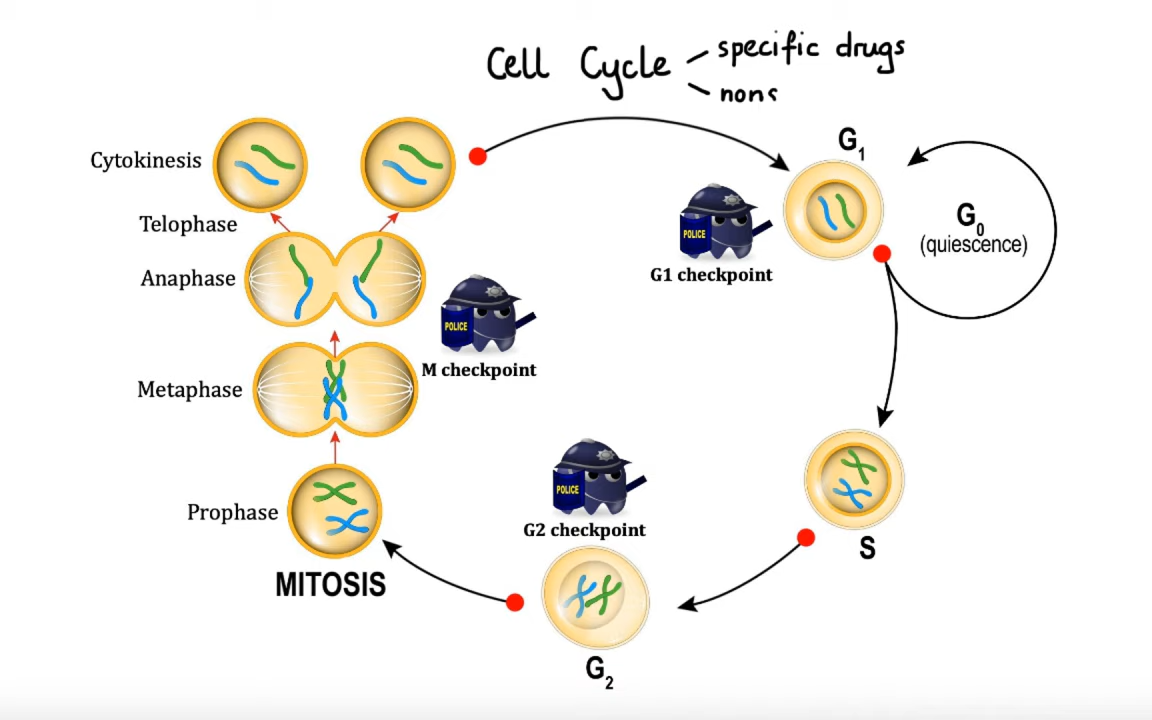 Cell Cycle
specific drugs
nons
Cytokinesis
Telophase
Anaphase
Metaphase
Prophase
MITOSIS
POLICE
M checkpoint
POLICE
G1 checkpoint
G1
G0
(quiescence)
S
POLICE
G2 checkpoint
G2